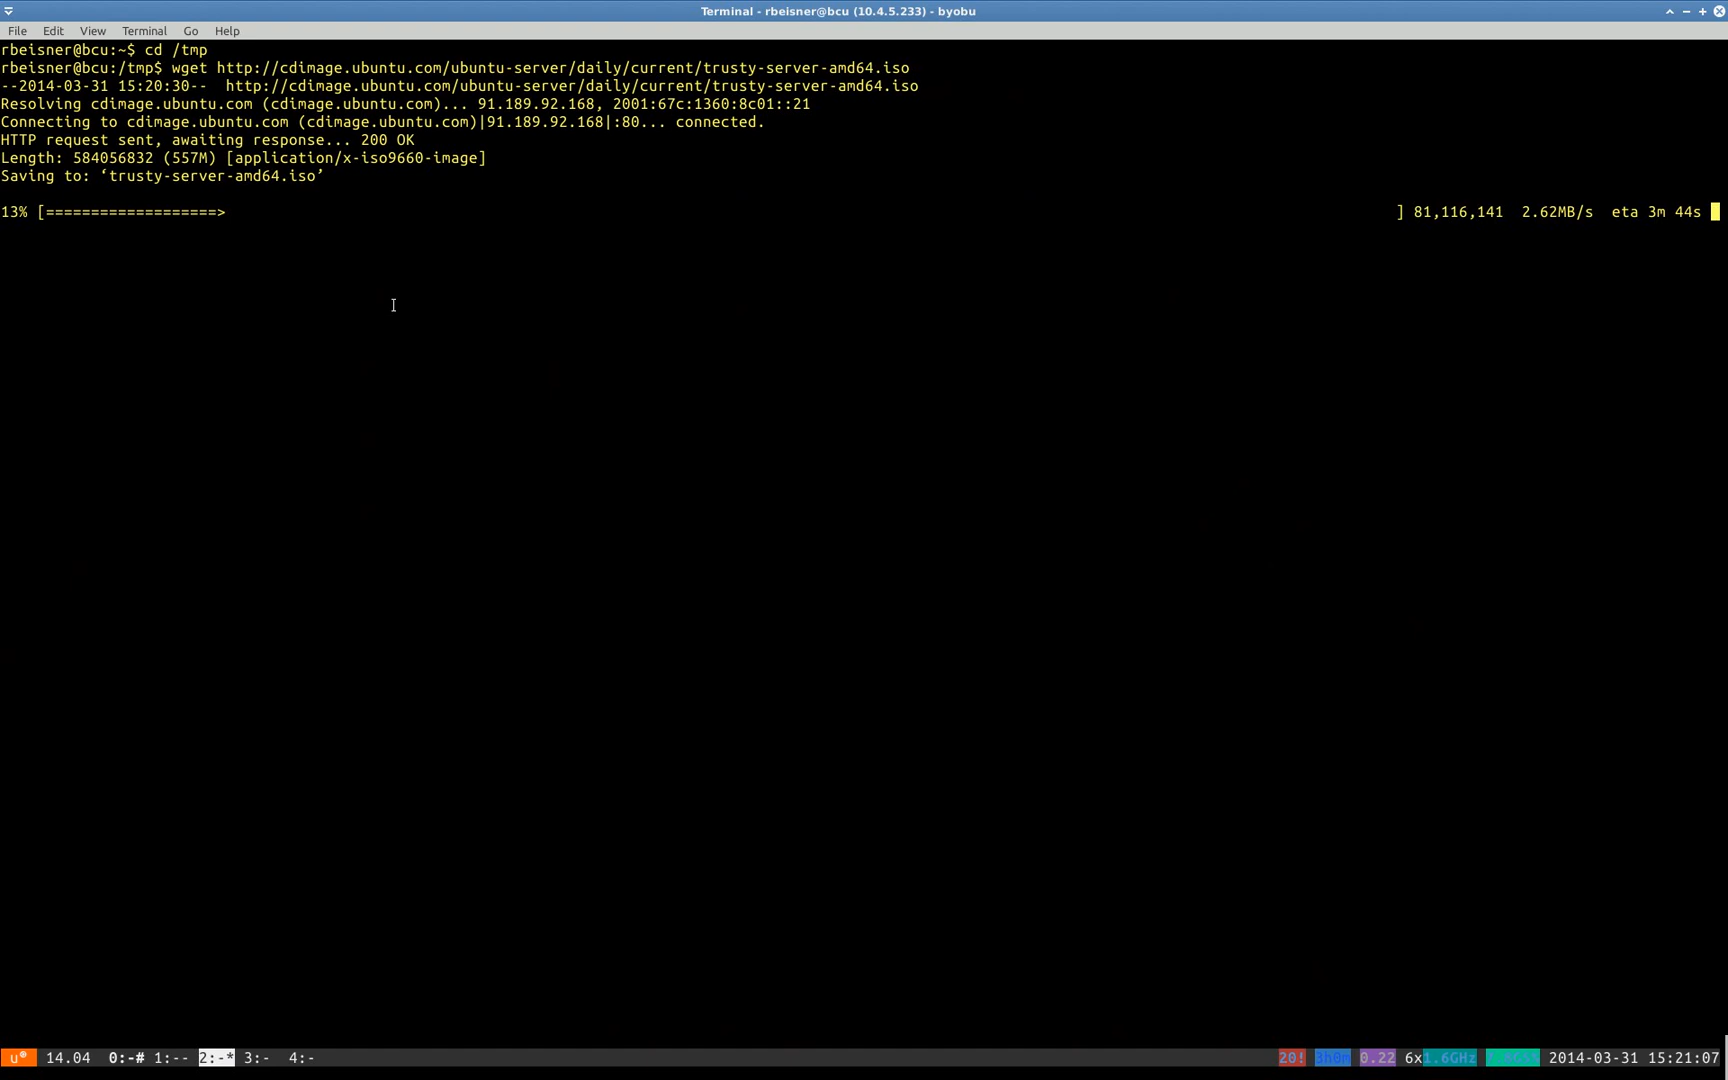 Terminal - rbeisner@bcu (10.4.5.233) - byobu
File Edit View Terminal Go Help
rbeisner@bcu:~$ cd /tmp
rbeisner@bcu:/tmp$ wget http://cdimage.ubuntu.com/ubuntu-server/daily/current/trusty-server-amd64.iso
--2014-03-31 15:20:30--  http://cdimage.ubuntu.com/ubuntu-server/daily/current/trusty-server-amd64.iso
Resolving cdimage.ubuntu.com (cdimage.ubuntu.com)... 91.189.92.168, 2001:67c:1360:8c01::21
Connecting to cdimage.ubuntu.com (cdimage.ubuntu.com)|91.189.92.168|:80... connected.
HTTP request sent, awaiting response... 200 OK
Length: 584056832 (557M) [application/x-iso9660-image]
Saving to: ‘trusty-server-amd64.iso’
13% [===================> ] 81,116,141  2.62MB/s  eta 3m 44s
u® 14.04 0:-# 1:-- 2:-* 3:- 4:- 20! 3h0m 0.22 6x1.6GHz 2014-03-31 15:21:07